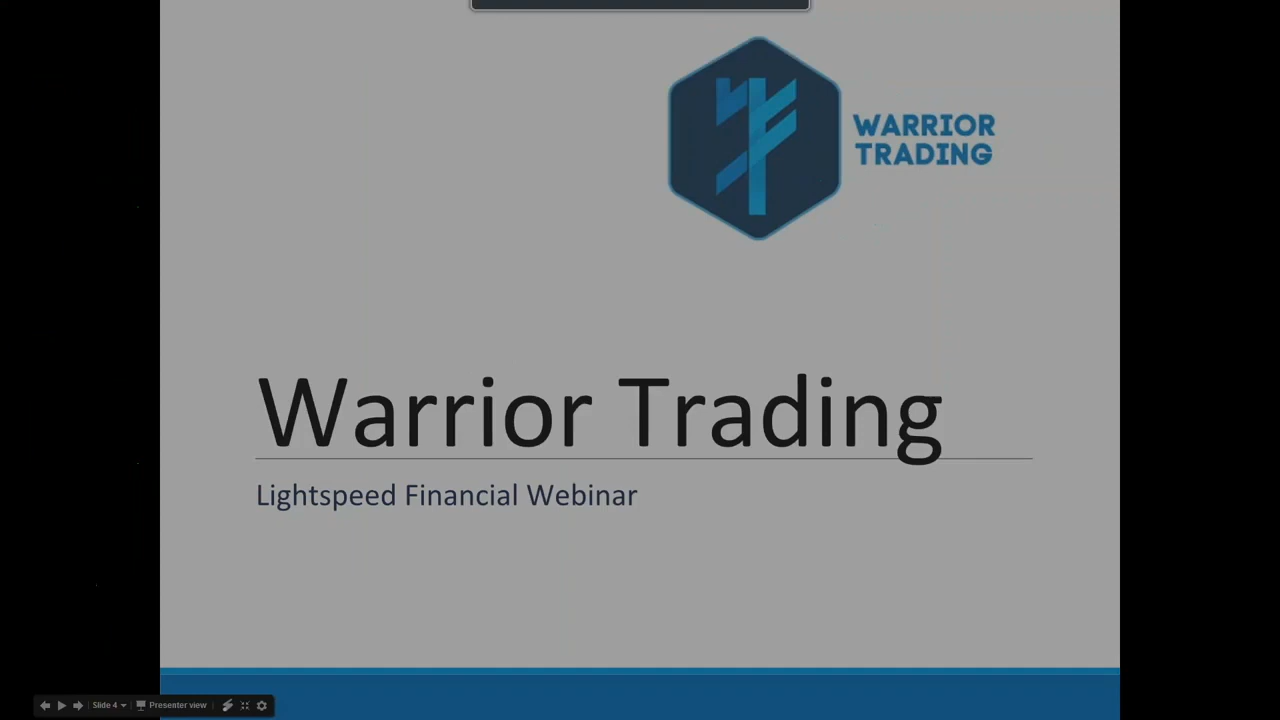 WARRIOR
TRADING
Warrior Trading
Lightspeed Financial Webinar
Slide 4
Presenter view